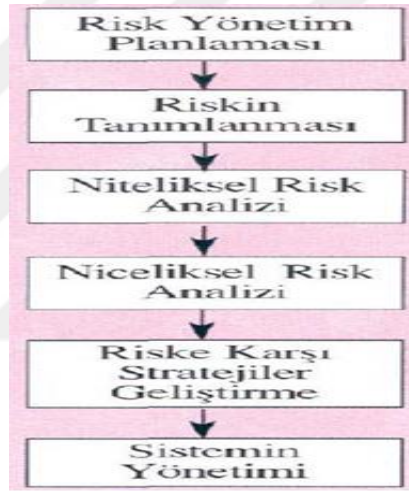 Risk Yönetim
Planlaması
Riskin
Tanımlanması
Niteliksel Risk
Analizi
Niceliksel Risk
Analizi
Riske Karşı
Stratejiler
Geliştirme
Sistemin
Yönetimi